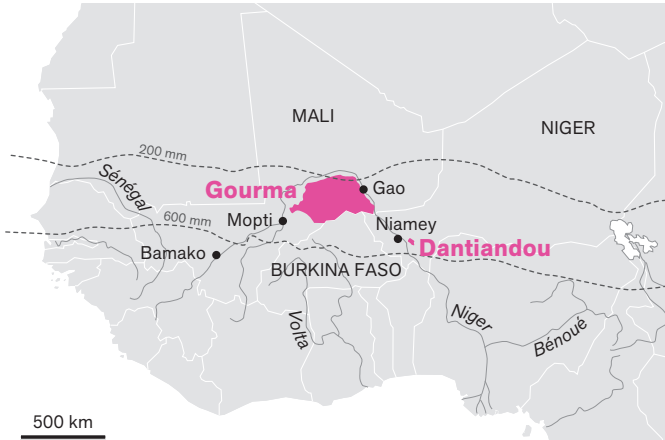 MALI
NIGER
200 mm
Sénégal
Gourma
Gao
600 mm
Mopti
Niamey
Bamako
Dantiandou
BURKINA FASO
Volta
Niger
Bénoué
500 km